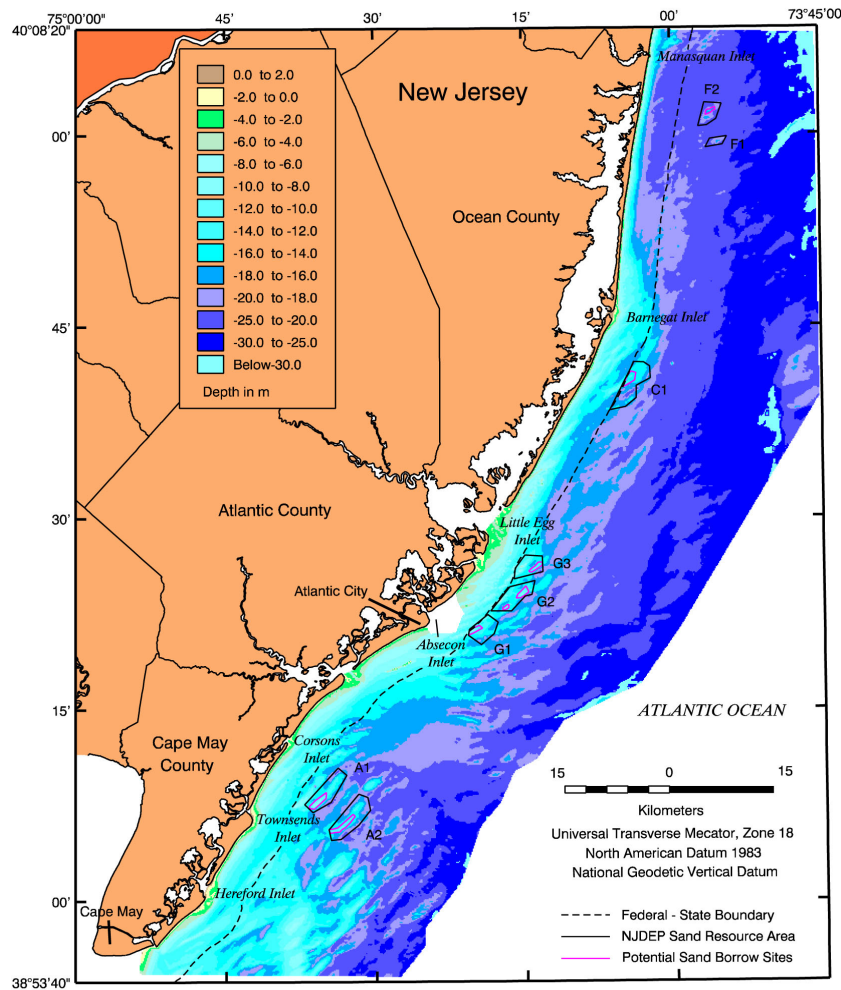 75°00'00"
45'
30'
15'
00'
73°45'00
40°08'20"
Manasquan Inlet
0.0 to 2.0
-2.0 to 0.0
-4.0 to -2.0
-6.0 to -4.0
-8.0 to -6.0
-10.0 to -8.0
-12.0 to -10.0
-14.0 to -12.0
-16.0 to -14.0
-18.0 to -16.0
-20.0 to -18.0
-25.0 to -20.0
-30.0 to -25.0
Below-30.0
Depth in m
New Jersey
F2
00'
F1
Ocean County
45'
Barnegat Inlet
C1
Atlantic County
30'
Little Egg
Inlet
G3
Atlantic City
G2
Absecon
Inlet
G1
15'
ATLANTIC OCEAN
Cape May
County
Corsons
Inlet
A1
15
0
15
Kilometers
Townsends
Inlet
A2
Universal Transverse Mecator, Zone 18
North American Datum 1983
National Geodetic Vertical Datum
Hereford Inlet
00'
Cape May
Federal - State Boundary
NJDEP Sand Resource Area
Potential Sand Borrow Sites
38°53'40"
45'
30'
15'
00'